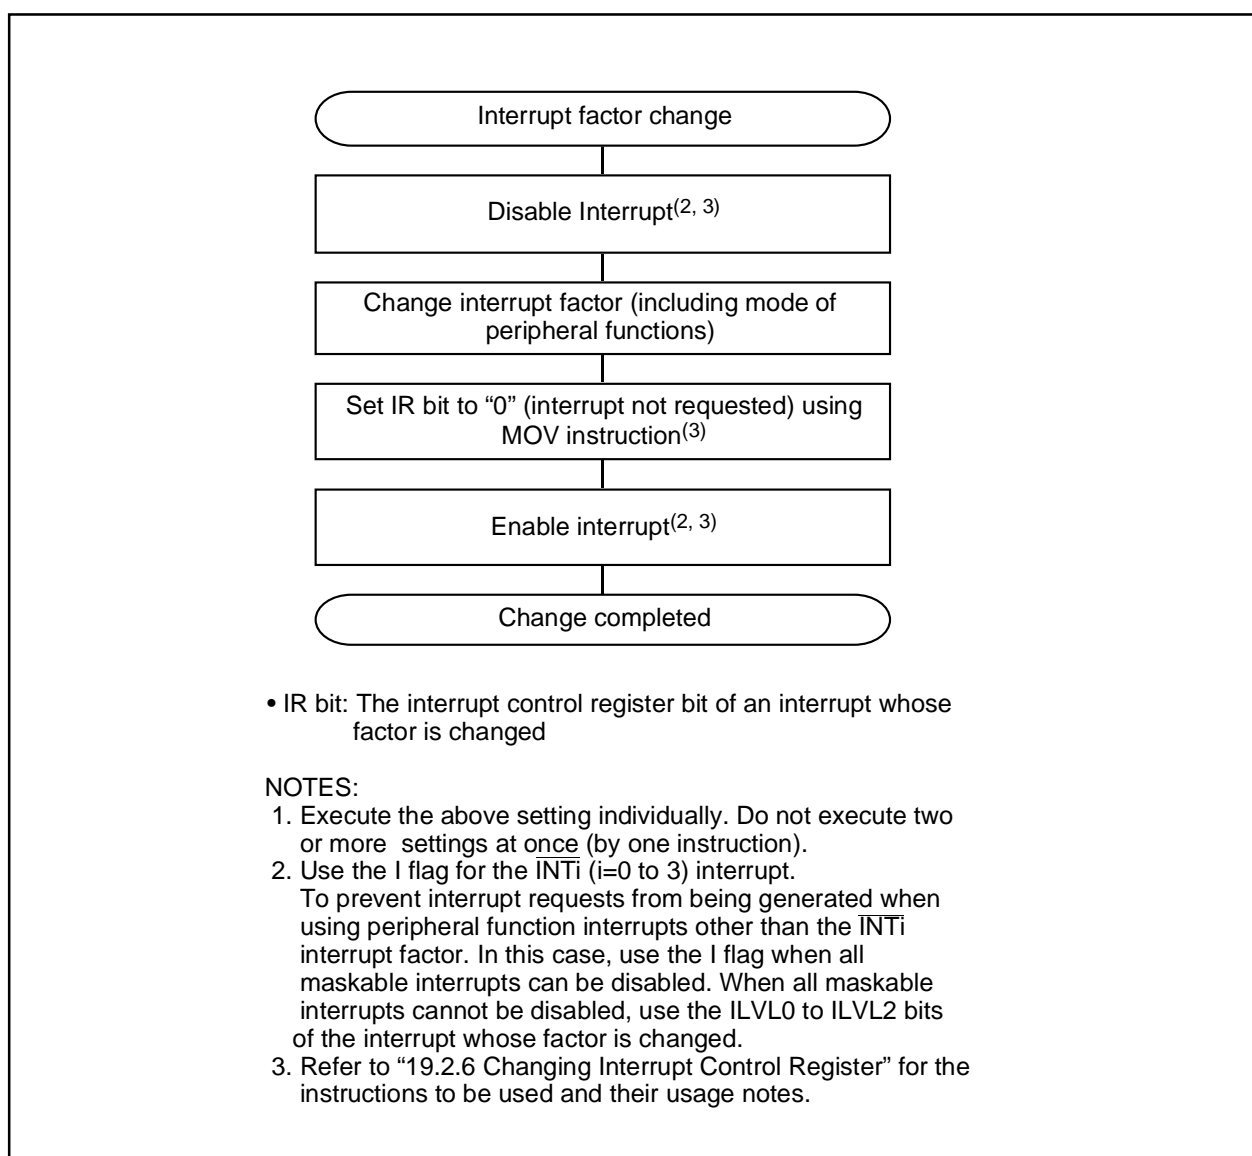 Interrupt factor change
Disable Interrupt(2, 3)
Change interrupt factor (including mode of
peripheral functions)
Set IR bit to “0” (interrupt not requested) using
MOV instruction(3)
Enable interrupt(2, 3)
Change completed
• IR bit: The interrupt control register bit of an interrupt whose
factor is changed
NOTES:
1. Execute the above setting individually. Do not execute two
or more settings at once (by one instruction).
2. Use the I flag for the INTi (i=0 to 3) interrupt.
To prevent interrupt requests from being generated when
using peripheral function interrupts other than the INTi
interrupt factor. In this case, use the I flag when all
maskable interrupts can be disabled. When all maskable
interrupts cannot be disabled, use the ILVL0 to ILVL2 bits
of the interrupt whose factor is changed.
3. Refer to “19.2.6 Changing Interrupt Control Register” for the
instructions to be used and their usage notes.